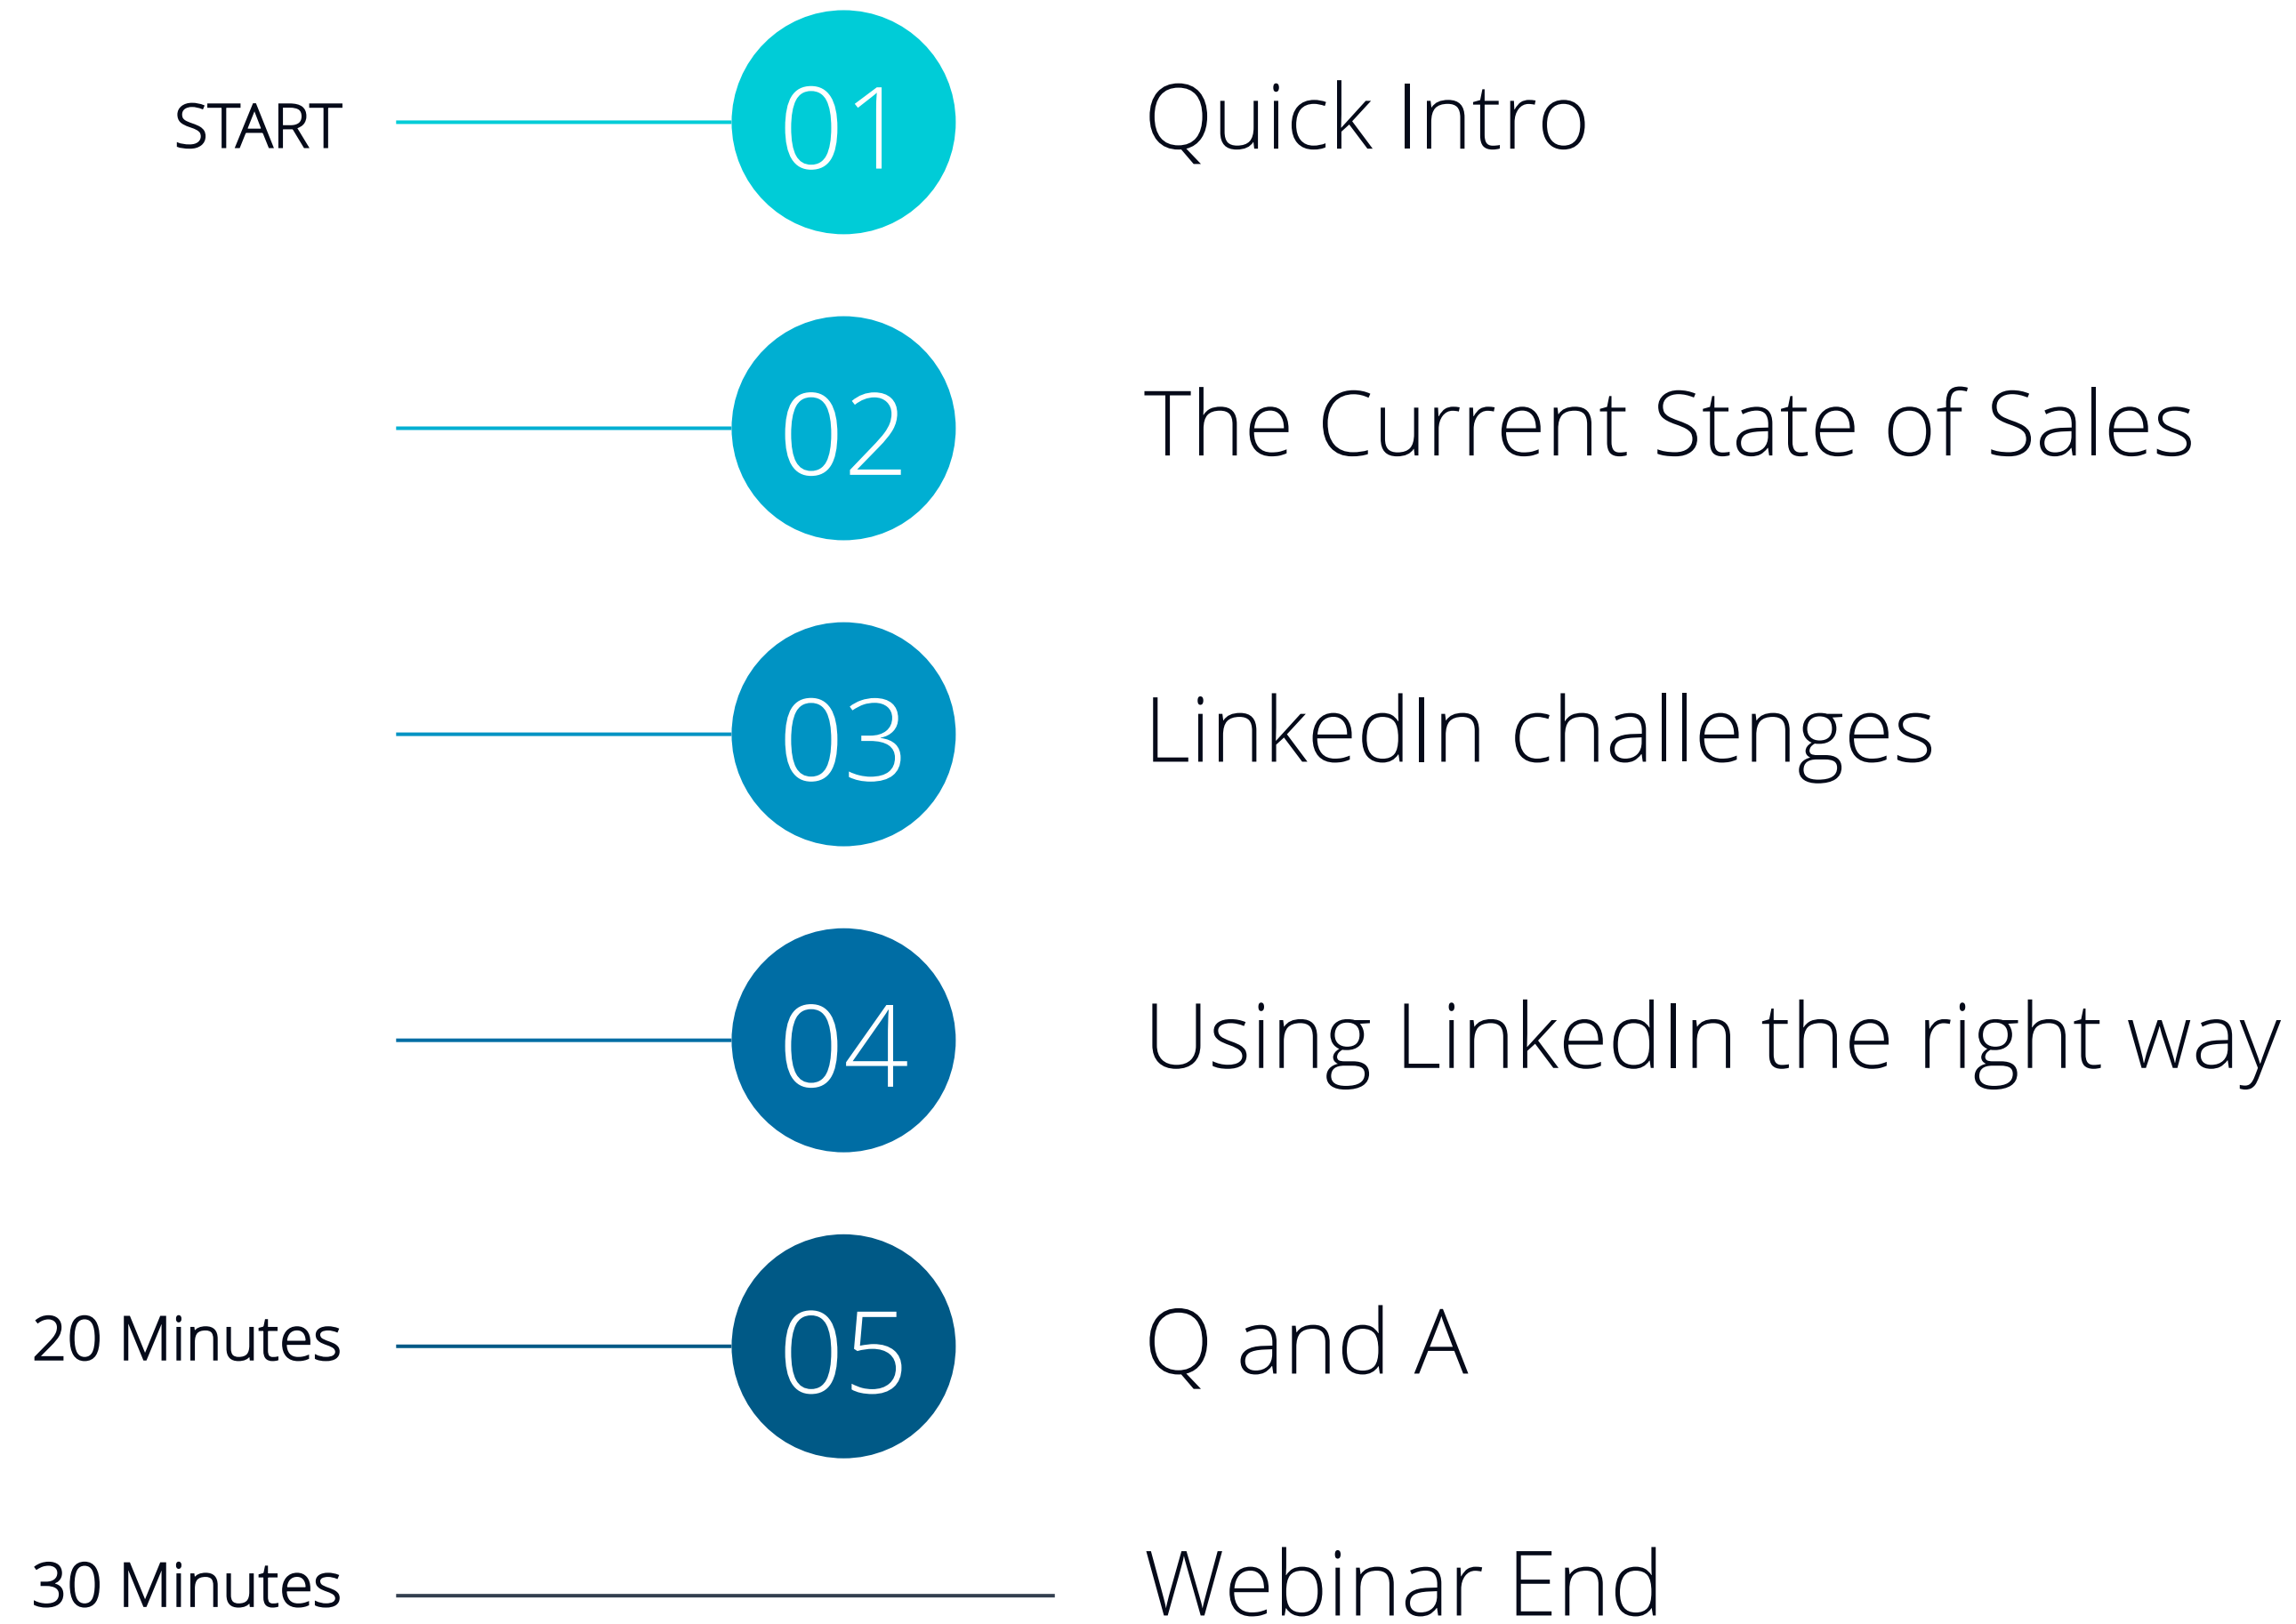 START 01 Quick Intro
02 The Current State of Sales
03 LinkedIn challenges
04 Using LinkedIn the right way
20 Minutes 05 Q and A
30 Minutes Webinar End